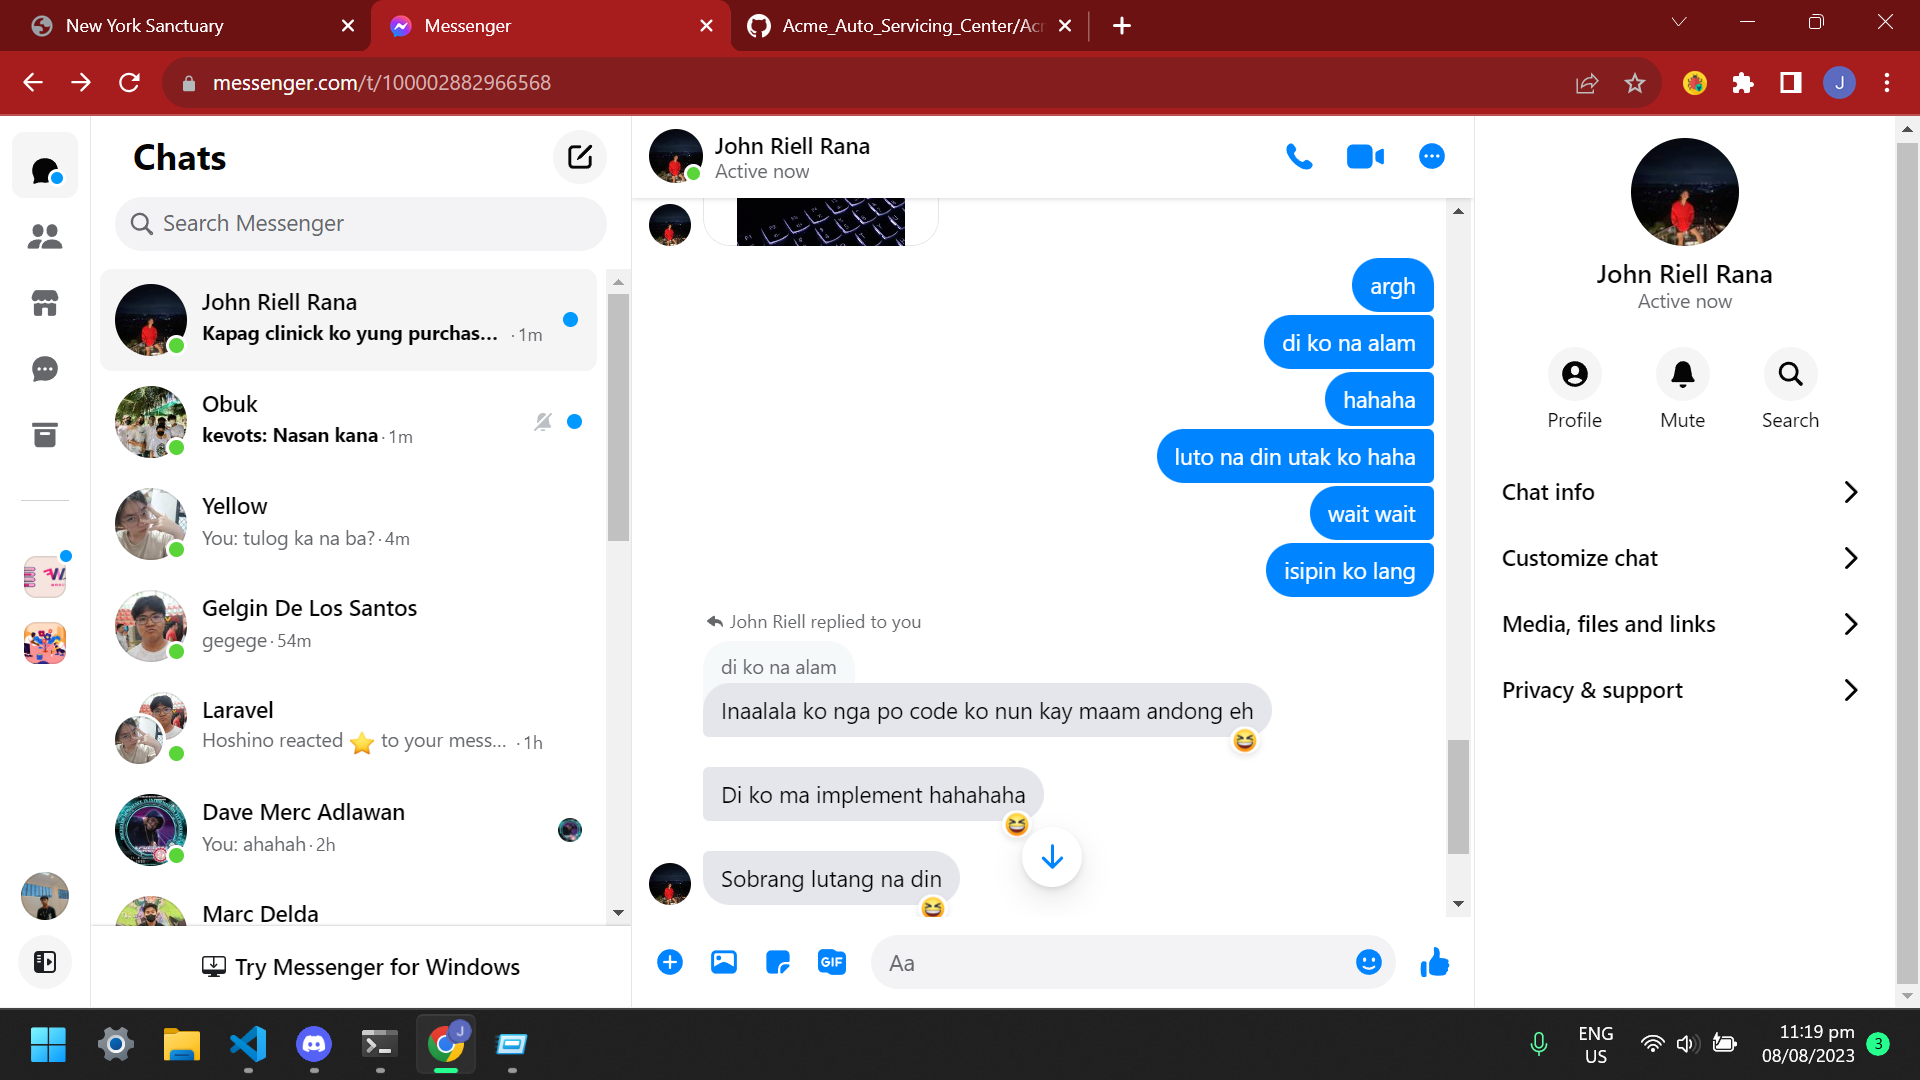 New York Sanctuary
Messenger
Acme_Auto_Servicing_Center/Acr
messenger.com/t/100002882966568
J
Chats
Search Messenger
John Riell Rana
Kapag clinick ko yung purchas... · 1m
Obuk
kevots: Nasan kana · 1m
Yellow
You: tulog ka na ba? · 4m
Gelgin De Los Santos
gegege · 54m
Laravel
Hoshino reacted ⭐ to your mess... · 1h
Dave Merc Adlawan
You: ahahah · 2h
Marc Delda
Try Messenger for Windows
John Riell Rana
Active now
argh
di ko na alam
hahaha
luto na din utak ko haha
wait wait
isipin ko lang
John Riell replied to you
di ko na alam
Inaalala ko nga po code ko nun kay maam andong eh
Di ko ma implement hahahaha
Sobrang lutang na din
GIF
Aa
John Riell Rana
Active now
Profile
Mute
Search
Chat info
Customize chat
Media, files and links
Privacy & support
J
ENG
US
11:19 pm
08/08/2023
3